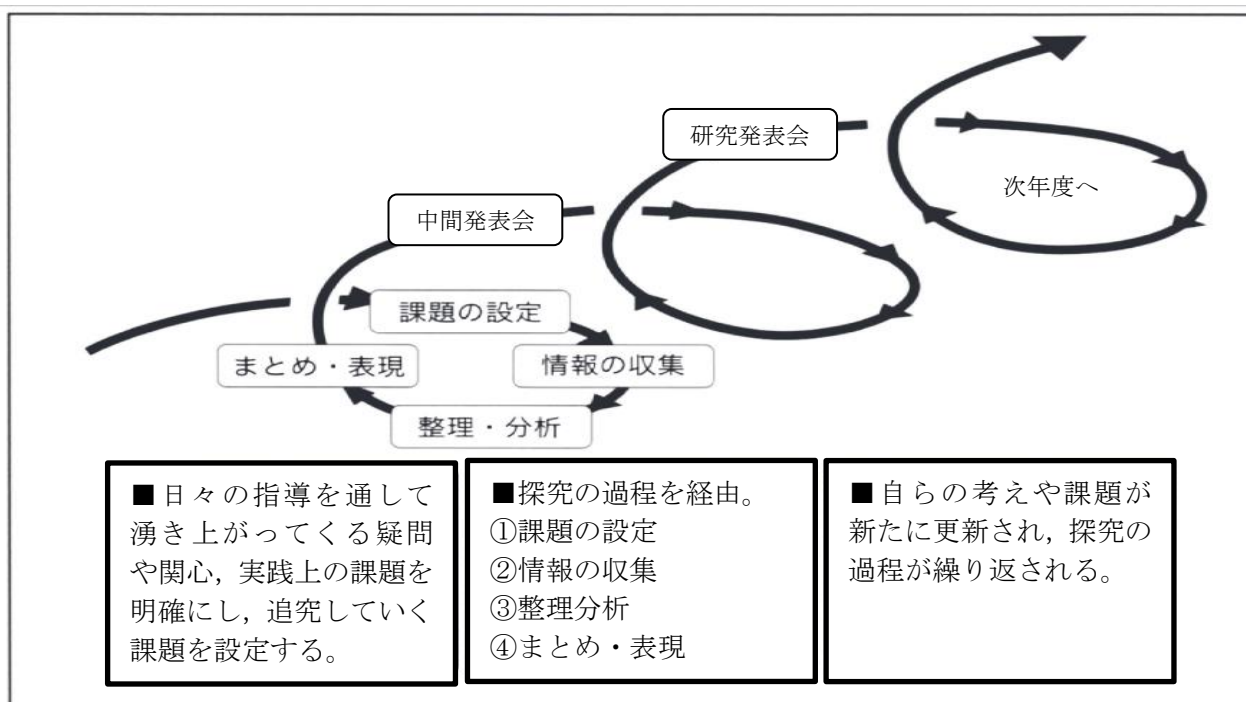 研究発表会
次年度へ
中間発表会
課題の設定
まとめ・表現
情報の収集
整理・分析
■日々の指導を通して
湧き上がってくる疑問
や関心，実践上の課題を
明確にし，追究していく
課題を設定する。
■探究の過程を経由。
①課題の設定
②情報の収集
③整理分析
④まとめ・表現
■自らの考えや課題が
新たに更新され，探究の
過程が繰り返される。